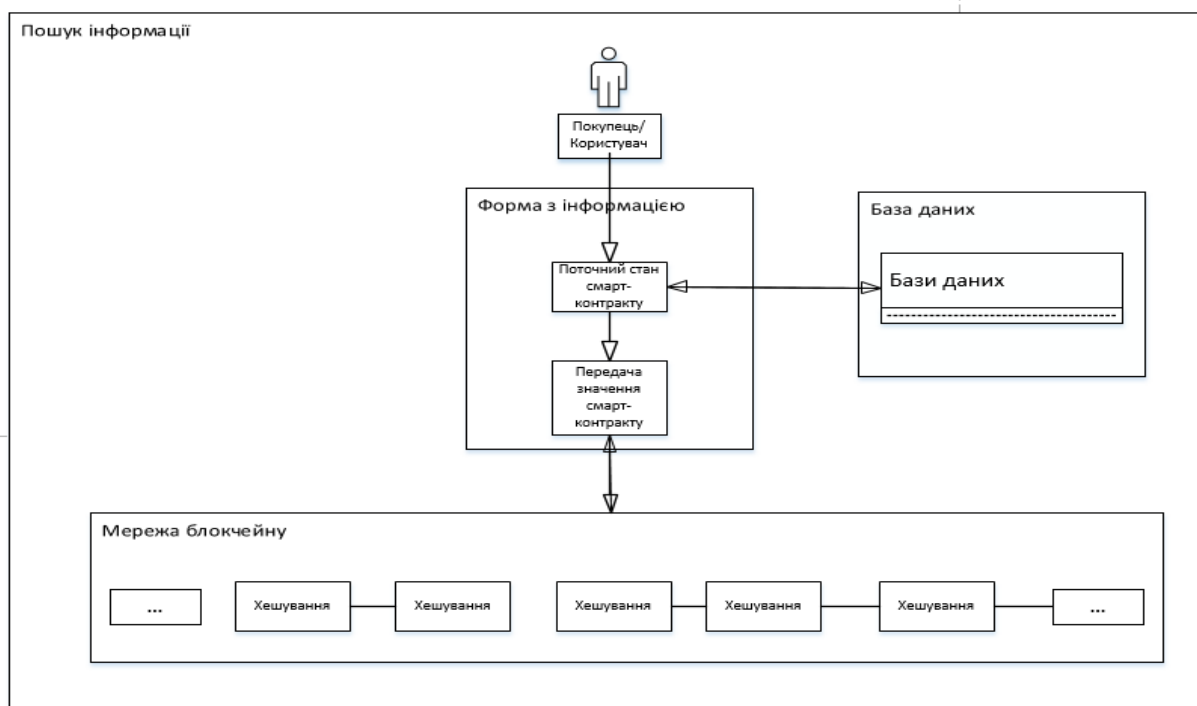 Пошук інформації
Покупець/
Користувач
Форма з інформацією
База даних
Поточний стан
смарт-
контракту
Бази даних
Передача
значення
смарт-
контракту
Мережа блокчейну
...
Хешування
Хешування
Хешування
Хешування
Хешування
...